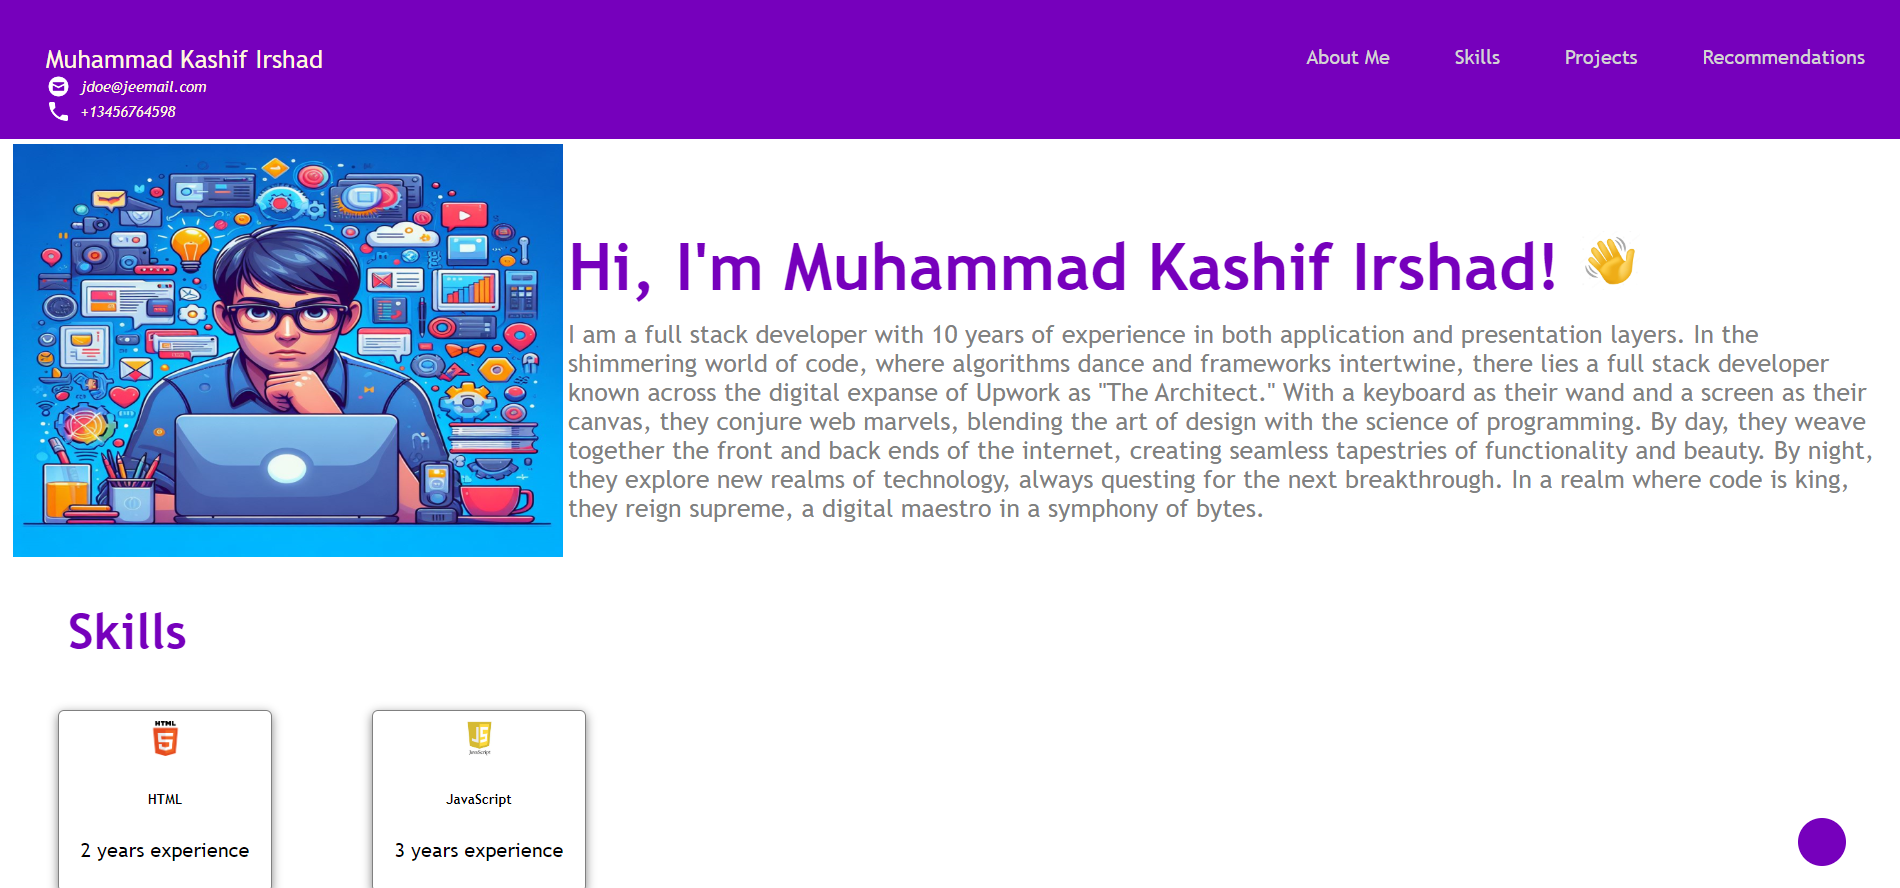 Muhammad Kashif Irshad
jdoe@jeemail.com
+13456764598
About Me
Skills
Projects
Recommendations
Hi, I'm Muhammad Kashif Irshad! 👋
I am a full stack developer with 10 years of experience in both application and presentation layers. In the
shimmering world of code, where algorithms dance and frameworks intertwine, there lies a full stack developer
known across the digital expanse of Upwork as "The Architect." With a keyboard as their wand and a screen as their
canvas, they conjure web marvels, blending the art of design with the science of programming. By day, they weave
together the front and back ends of the internet, creating seamless tapestries of functionality and beauty. By night,
they explore new realms of technology, always questing for the next breakthrough. In a realm where code is king,
they reign supreme, a digital maestro in a symphony of bytes.
Skills
HTML
5
HTML
2 years experience
JS
JavaScript
JavaScript
3 years experience